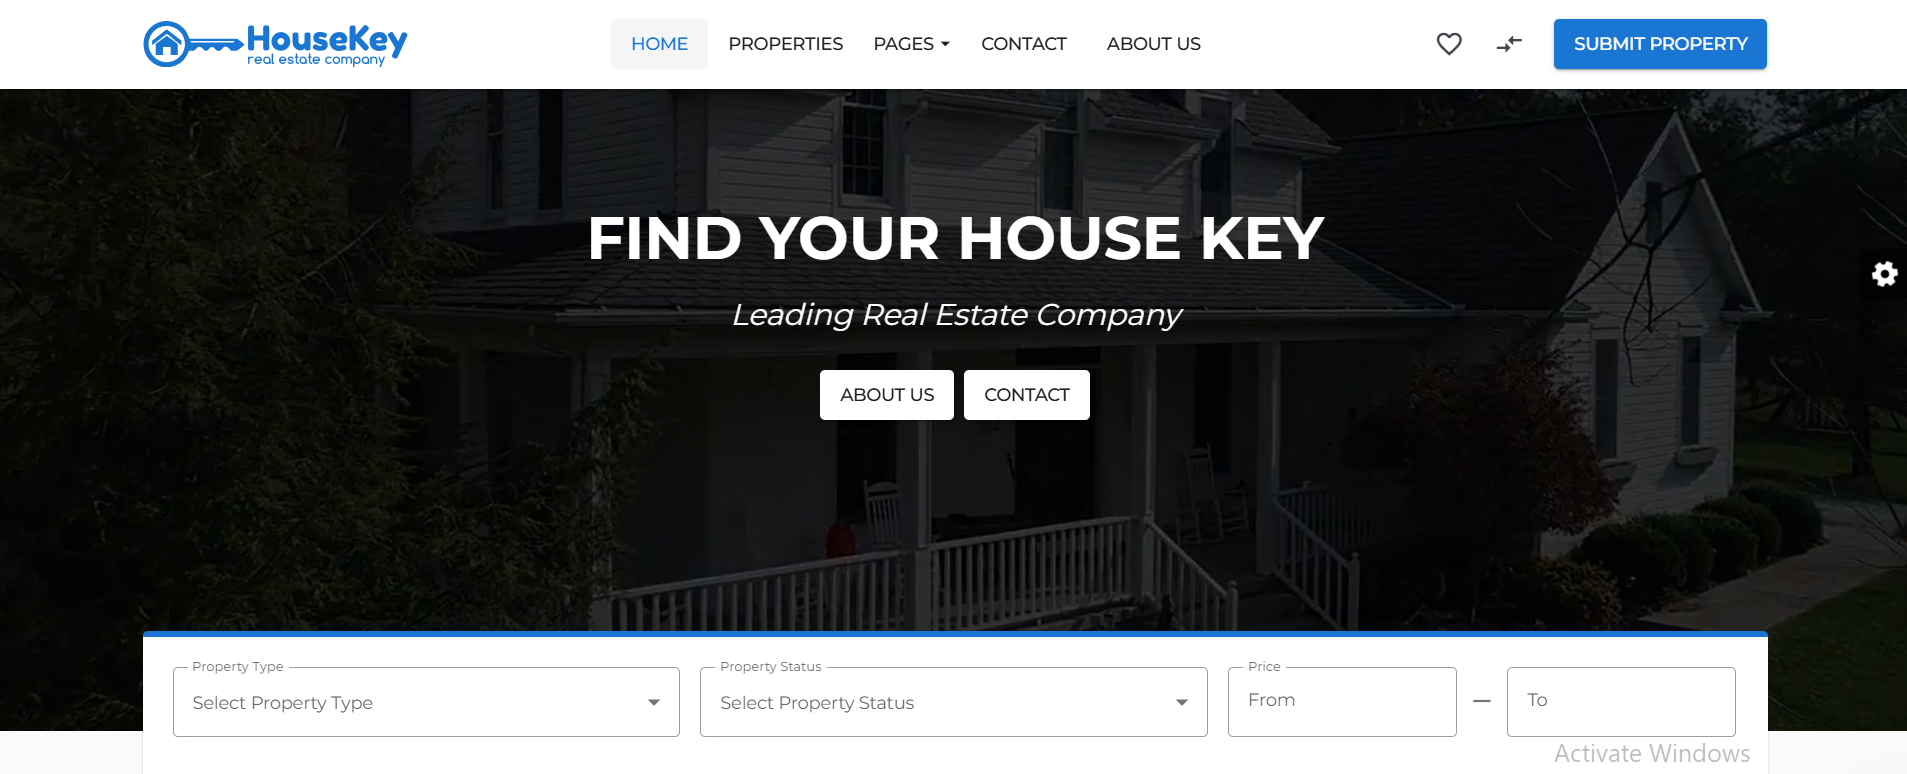 HouseKey
real estate company
HOME PROPERTIES PAGES CONTACT ABOUT US SUBMIT PROPERTY
FIND YOUR HOUSE KEY
Leading Real Estate Company
ABOUT US CONTACT
Property Type Property Status Price
Select Property Type Select Property Status From — To
Activate Windows